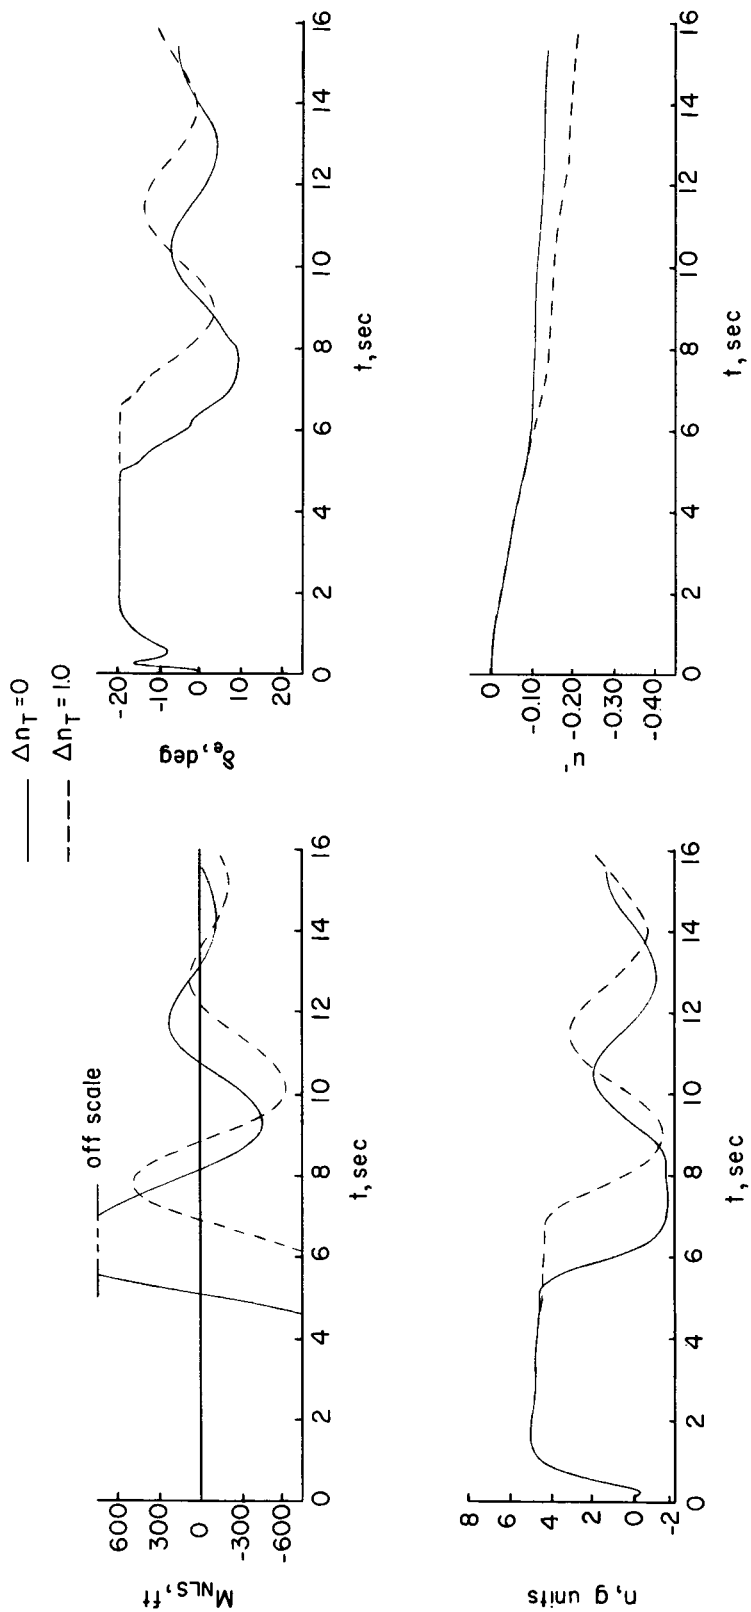 —— Δn_T = 0
--- Δn_T = 1.0
M_NLS, ft
600
300
0
-300
-600
off scale
0 2 4 6 8 10 12 14 16
t, sec
δ_e, deg
-20
-10
0
10
20
0 2 4 6 8 10 12 14 16
t, sec
n, g units
8
6
4
2
0
-2
0 2 4 6 8 10 12 14 16
t, sec
u'
0
-0.10
-0.20
-0.30
-0.40
0 2 4 6 8 10 12 14 16
t, sec